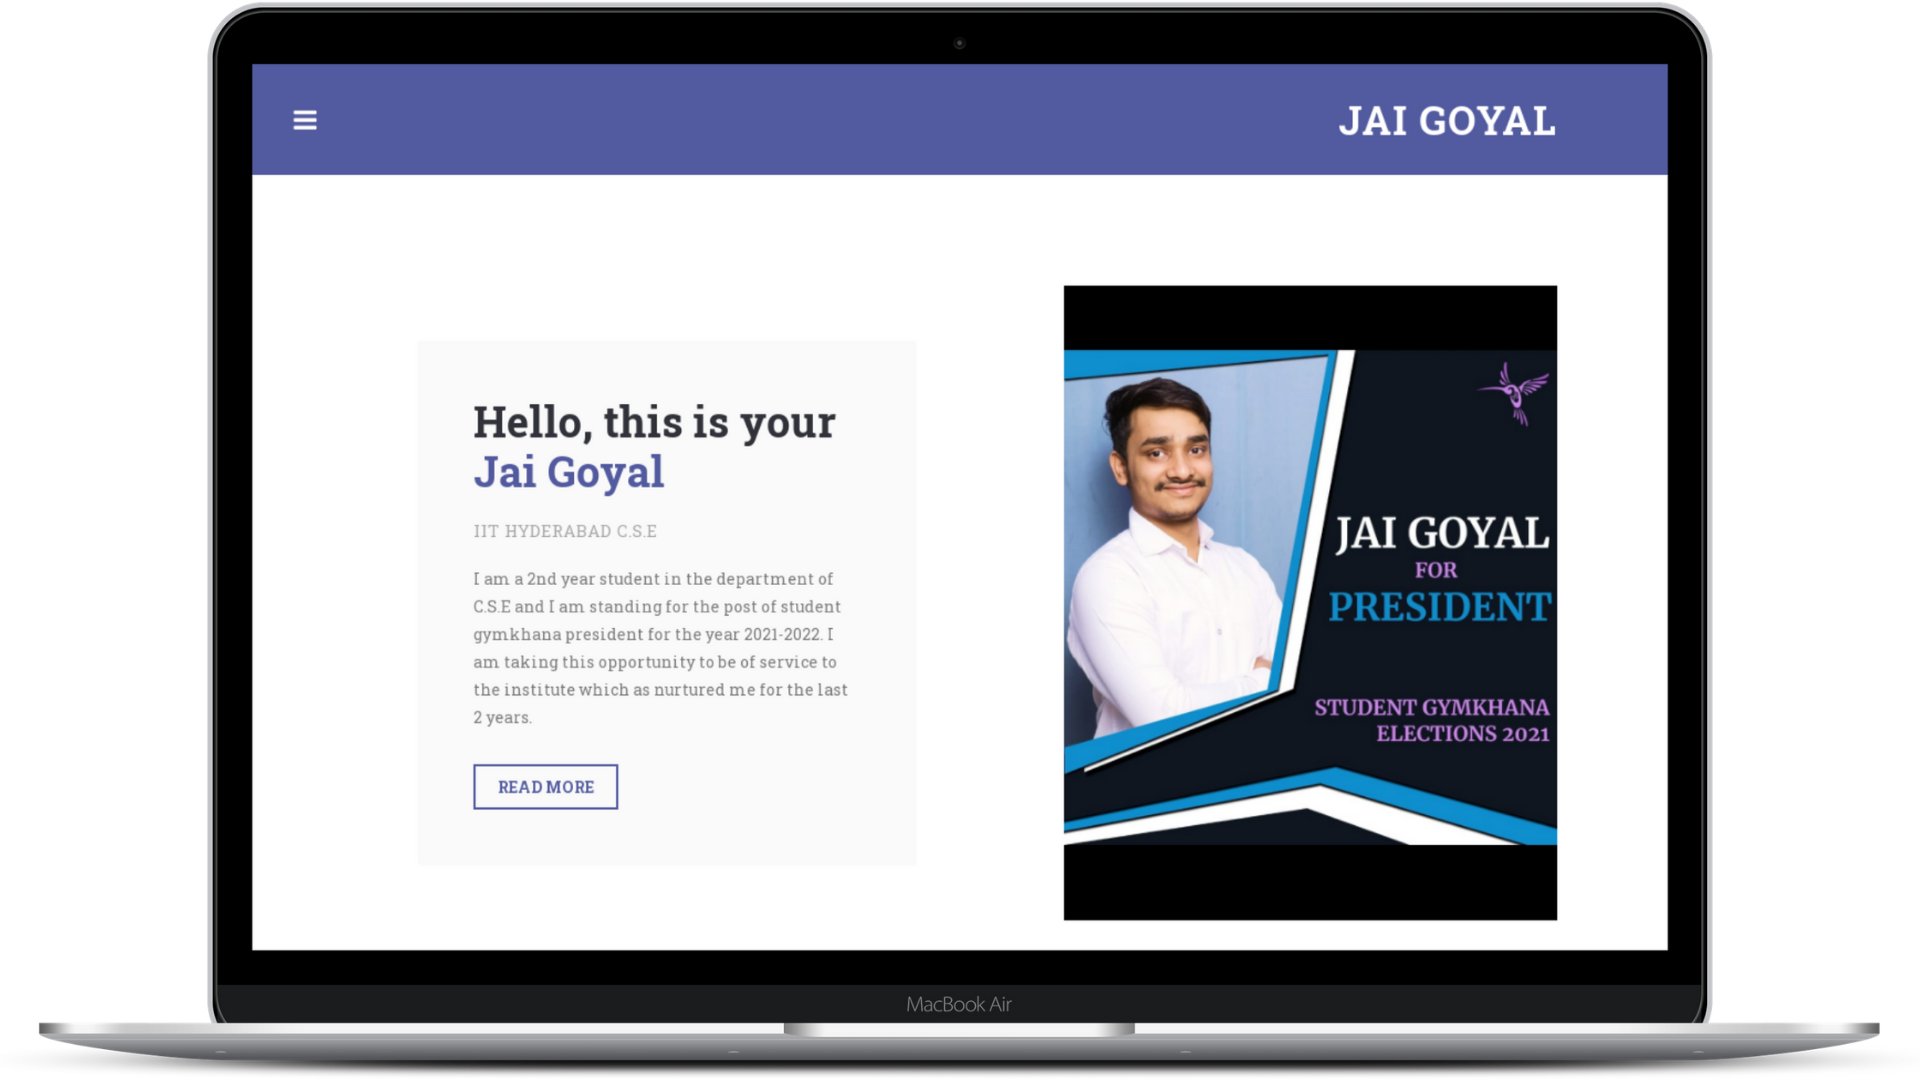 JAI GOYAL
Hello, this is your
Jai Goyal
IIT HYDERABAD C.S.E
I am a 2nd year student in the department of
C.S.E and I am standing for the post of student
gymkhana president for the year 2021-2022. I
am taking this opportunity to be of service to
the institute which as nurtured me for the last
2 years.
READ MORE
JAI GOYAL
FOR
PRESIDENT
STUDENT GYMKHANA
ELECTIONS 2021
MacBook Air